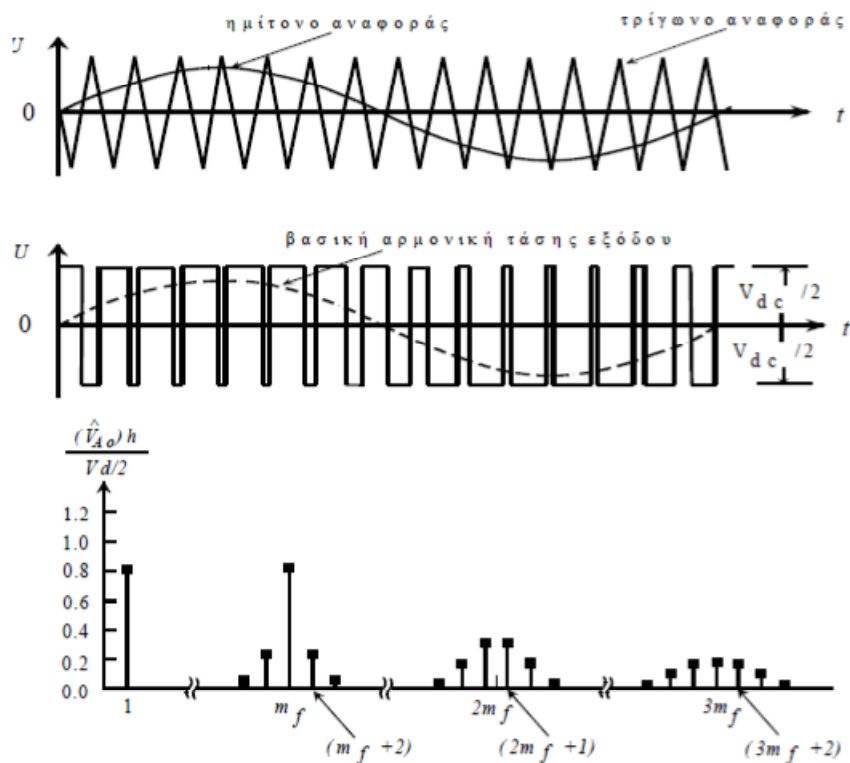 ημίτονο αναφοράς
τρίγωνο αναφοράς
U
0
t
βασική αρμονική τάσης εξόδου
U
V dc /2
0
t
V dc /2
(V̂Ao)h
Vd/2
1.2
1.0
0.8
0.6
0.4
0.2
0.0
1
mf
2mf
3mf
(mf +2)
(2mf +1)
(3mf +2)